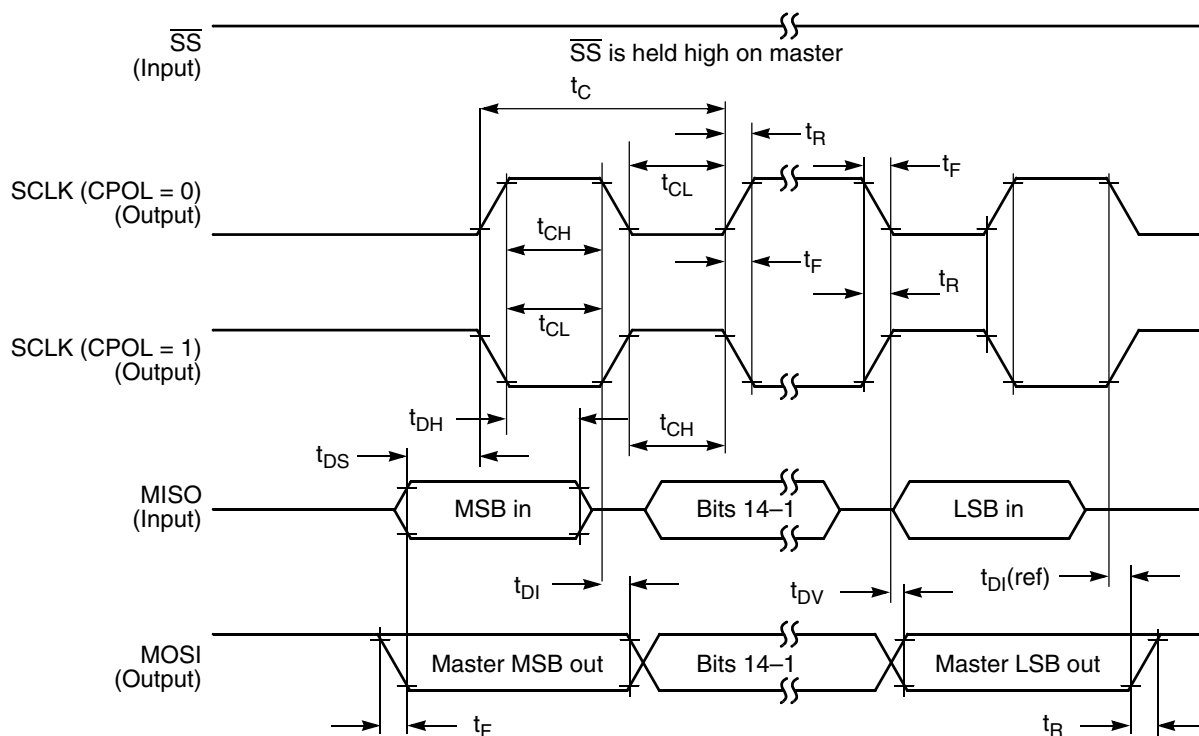 SS
(Input)
SS is held high on master
tC
tR
tF
SCLK (CPOL = 0)
(Output)
tCL
tCH
tF
tR
tCL
SCLK (CPOL = 1)
(Output)
tDH
tCH
tDS
MISO
(Input)
MSB in
Bits 14–1
LSB in
tDI
tDV
tDI(ref)
MOSI
(Output)
Master MSB out
Bits 14–1
Master LSB out
tF
tR